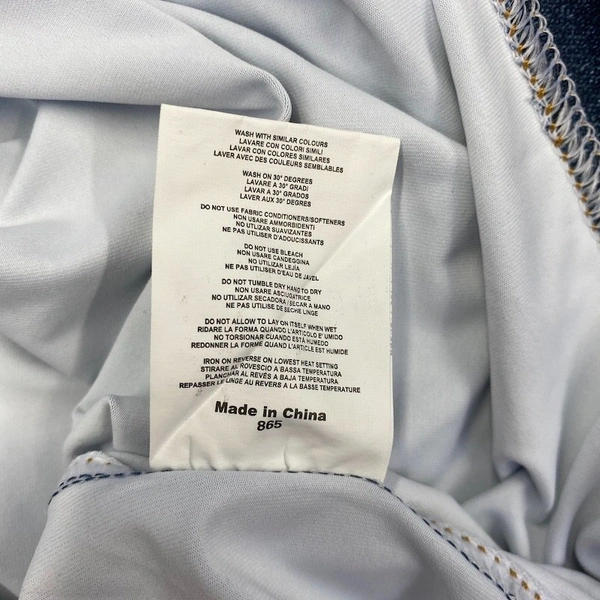 WASH WITH SIMILAR COLOURS
LAVARE CON COLORI SIMILI
LAVAR CON COLORES SIMILARES
LAVER AVEC DES COULEURS SEMBLABLES
WASH ON 30° DEGREES
LAVARE A 30° GRADI
LAVAR A 30° GRADOS
LAVER AUX 30° DEGRES
DO NOT USE FABRIC CONDITIONERS/SOFTENERS
NON USARE AMMORBIDENTI
NO UTILIZAR SUAVIZANTES
NE PAS UTILISER D'ADOUCISSANTS
DO NOT USE BLEACH
NON USARE CANDEGGINA
NO UTILIZAR LEJÍA
NE PAS UTILISER D'EAU DE JAVEL
DO NOT TUMBLE DRY HANG TO DRY
NON USARE ASCIUGATRICE
NO UTILIZAR SECADORA/SECAR A MANO
NE PAS UTILISE DE SECHE LINGE
DO NOT ALLOW TO LAY ON ITSELF WHEN WET
RIDARE LA FORMA QUANDO L'ARTICOLO E' UMIDO
NO TORSIONAR CUANDO ESTÁ HUMEDO
REDONNER LA FORME QUANDO L'ARTICLE EST HUMIDE
IRON ON REVERSE ON LOWEST HEAT SETTING
STIRARE AL ROVESCIO A BASSA TEMPERATURA
PLANCHAR AL REVÉS A BAJA TEMPERATURA
REPASSER LE LINGE AU REVERS A LA BASSE TEMPERATURE
Made in China
865